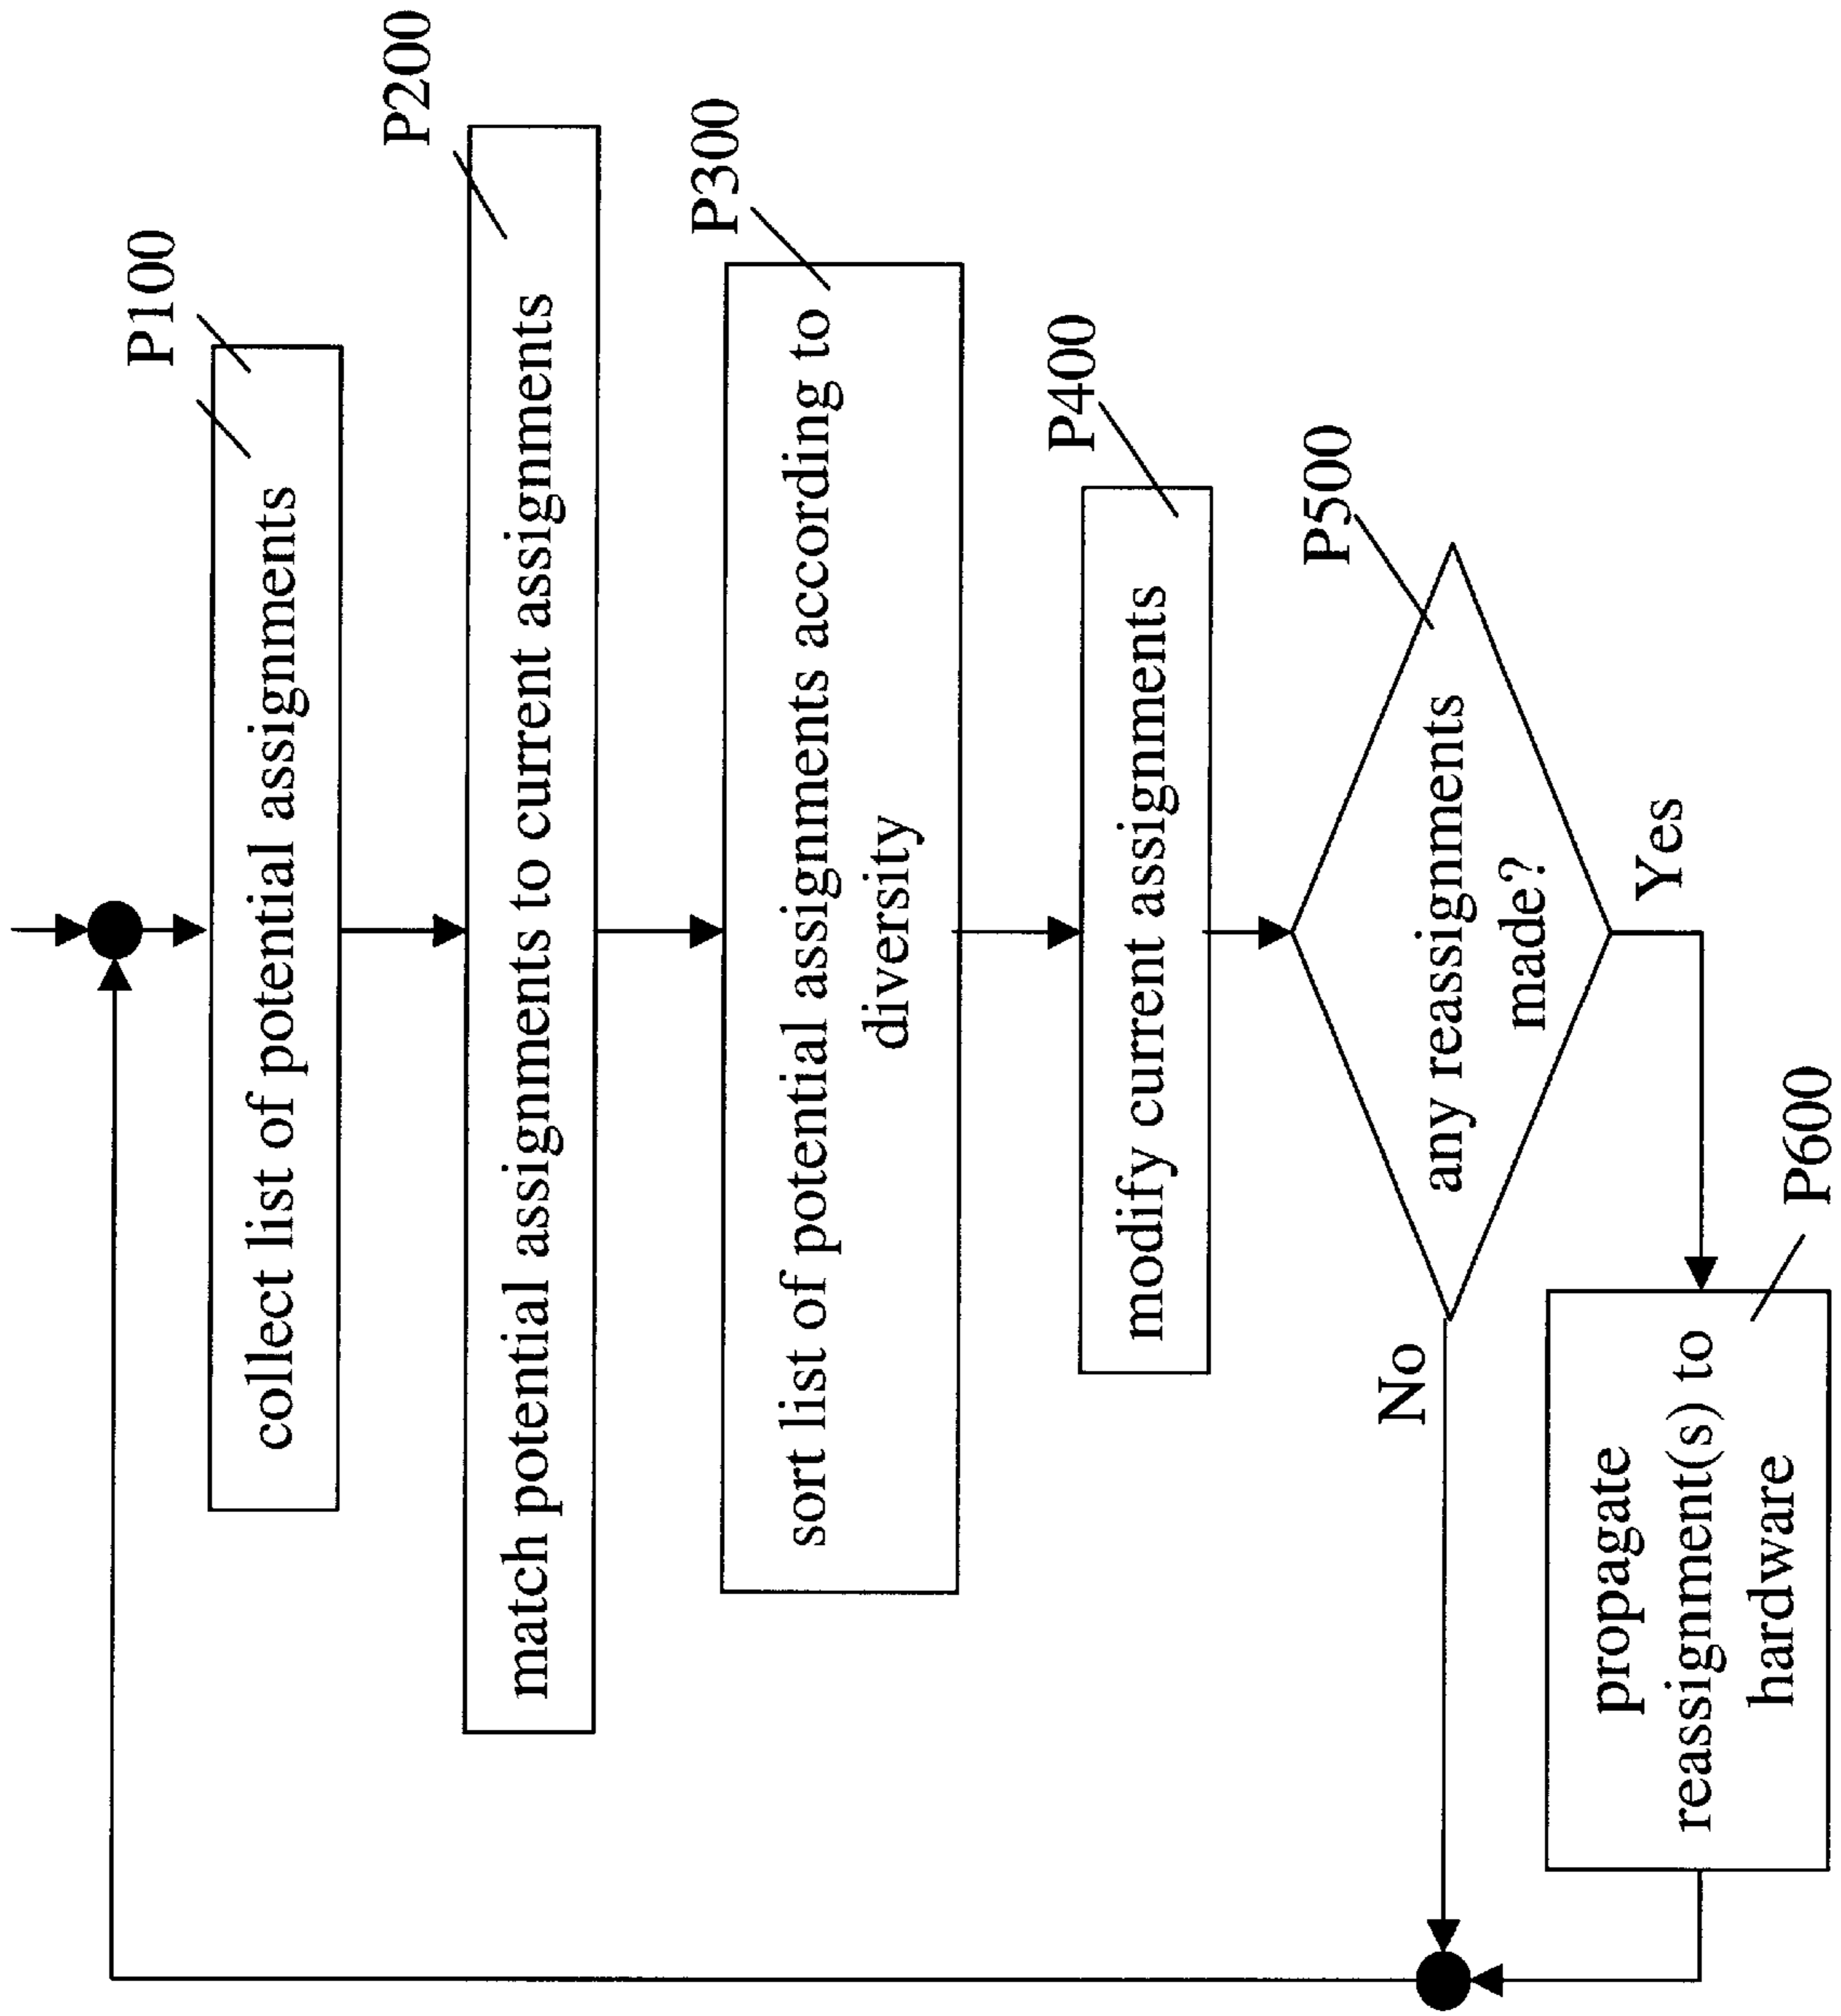 P100
collect list of potential assignments
P200
match potential assignments to current assignments
P300
sort list of potential assignments according to
diversity
P400
modify current assignments
P500
any reassignments
made?
No
Yes
P600
propagate
reassignment(s) to
hardware